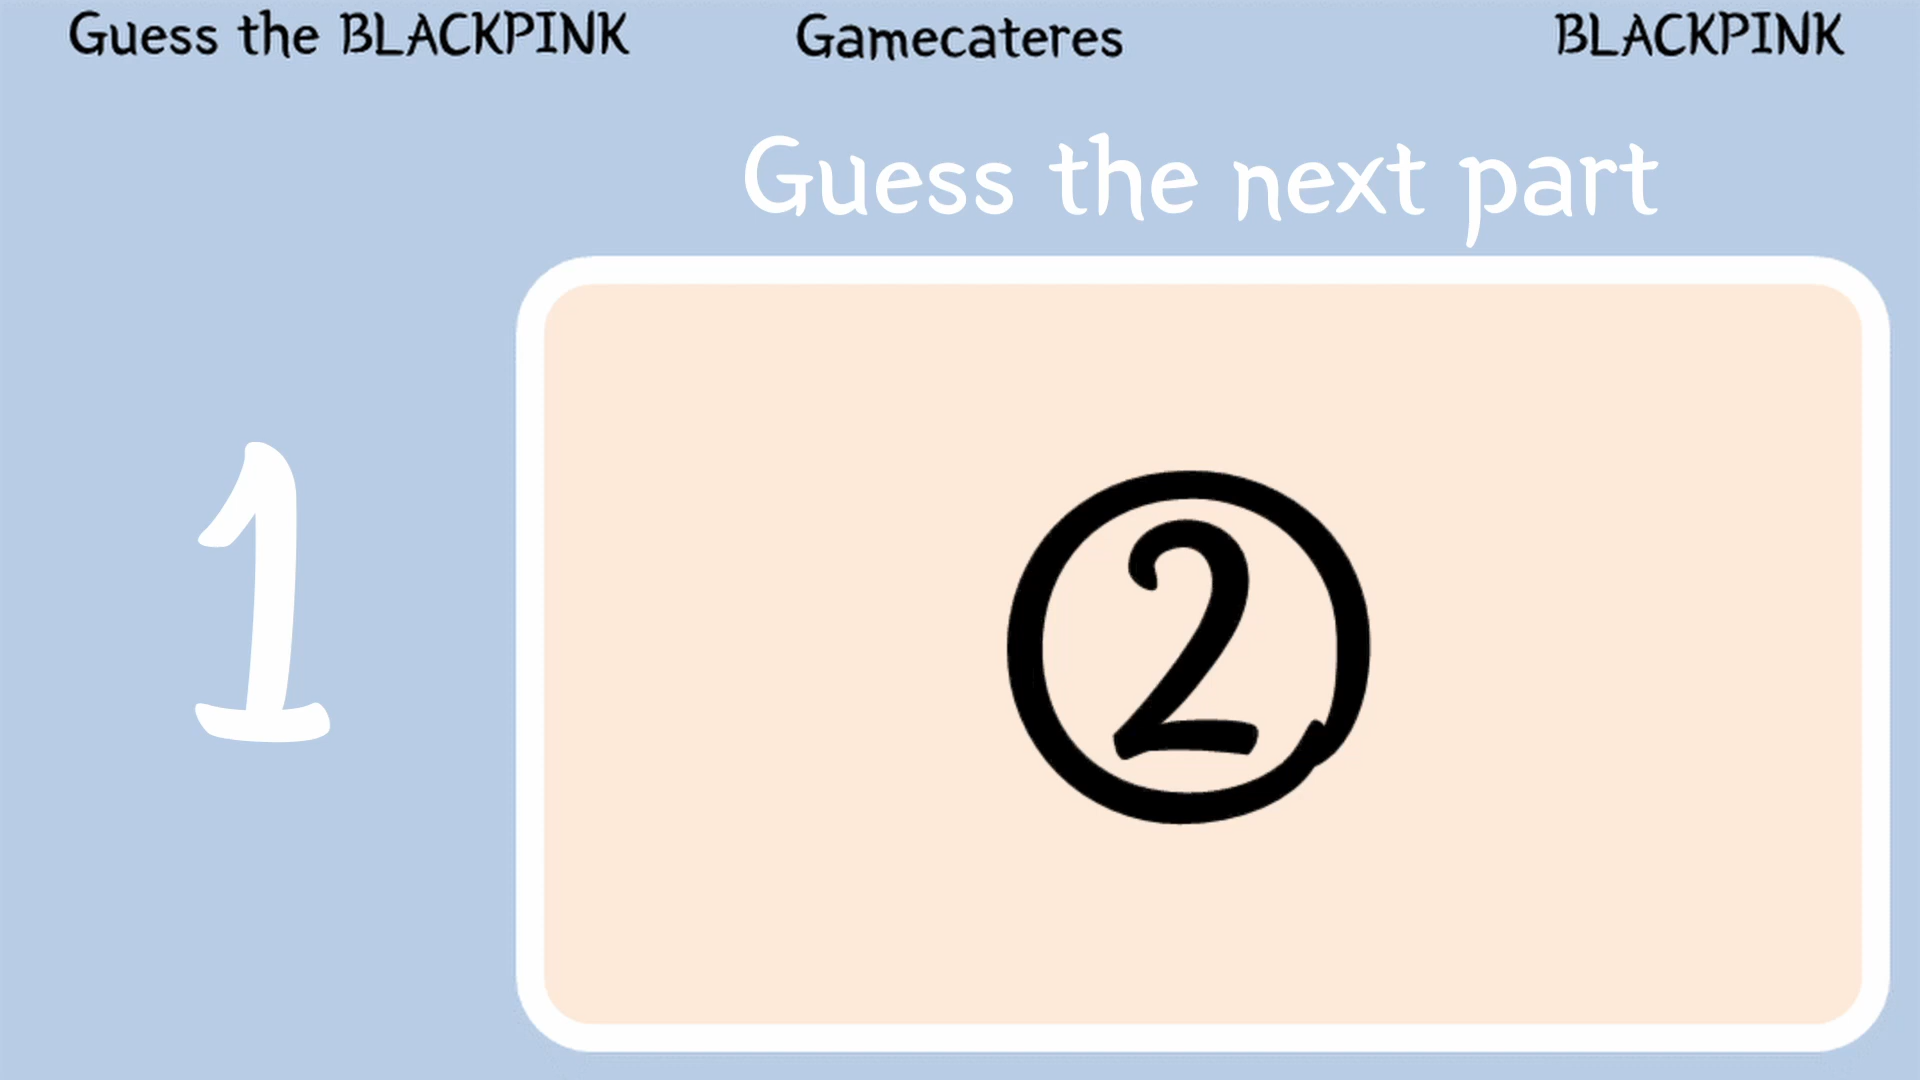 Guess the BLACKPINK
Gamecateres
BLACKPINK
Guess the next part
1
2